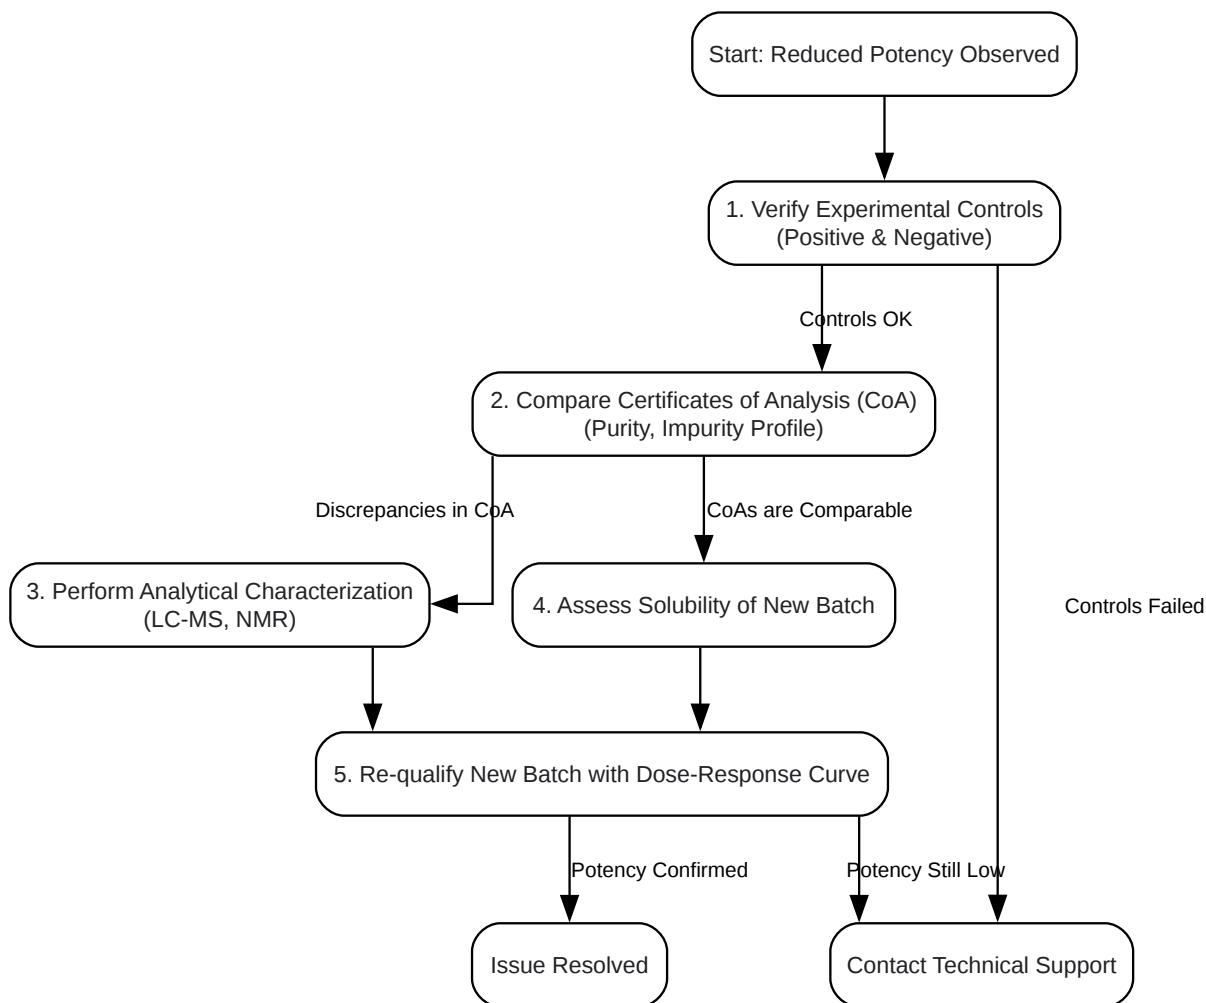 Start: Reduced Potency Observed
1. Verify Experimental Controls
(Positive & Negative)
Controls OK
2. Compare Certificates of Analysis (CoA)
(Purity, Impurity Profile)
Discrepancies in CoA
CoAs are Comparable
3. Perform Analytical Characterization
(LC-MS, NMR)
4. Assess Solubility of New Batch
Controls Failed
5. Re-qualify New Batch with Dose-Response Curve
Potency Confirmed
Potency Still Low
Issue Resolved
Contact Technical Support